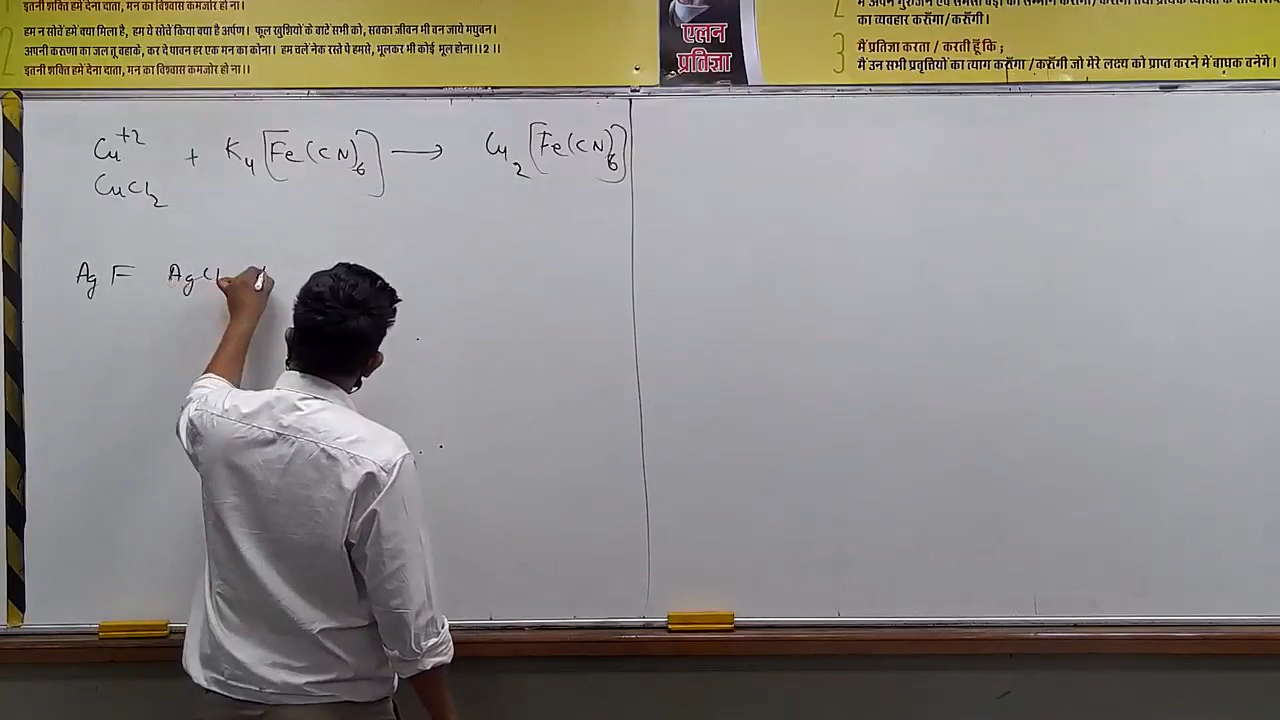 इतनी शक्ति हमें देना दाता, मन का विश्वास कमजोर हो ना।
हम न सोचें हमें क्या मिला है, हम ये सोचें किया क्या है अर्पण। फूल खुशियों के बाटें सभी को, सबका जीवन भी बन जाये मधुबन।
अपनी करुणा का जल तू बहाके, कर दे पावन हर एक मन का कोना। हम चलें नेक रस्ते पे हमसे, भूलकर भी कोई भूल होना।।2।।
2
इतनी शक्ति हमें देना दाता, मन का विश्वास कमजोर हो ना।।
एलन
प्रतिज्ञा
2
का व्यवहार करूँगा/करूँगी।
3
मैं प्रतिज्ञा करता / करती हूँ कि ;
मैं उन सभी प्रवृत्तियों का त्याग करूँगा /करूँगी जो मेरे लक्ष्य को प्राप्त करने में बाधक बनेंगे।
Cu⁺² + K₄[Fe(CN)₆] → Cu₂[Fe(CN)₆]
CuCl₂
AgF AgCl